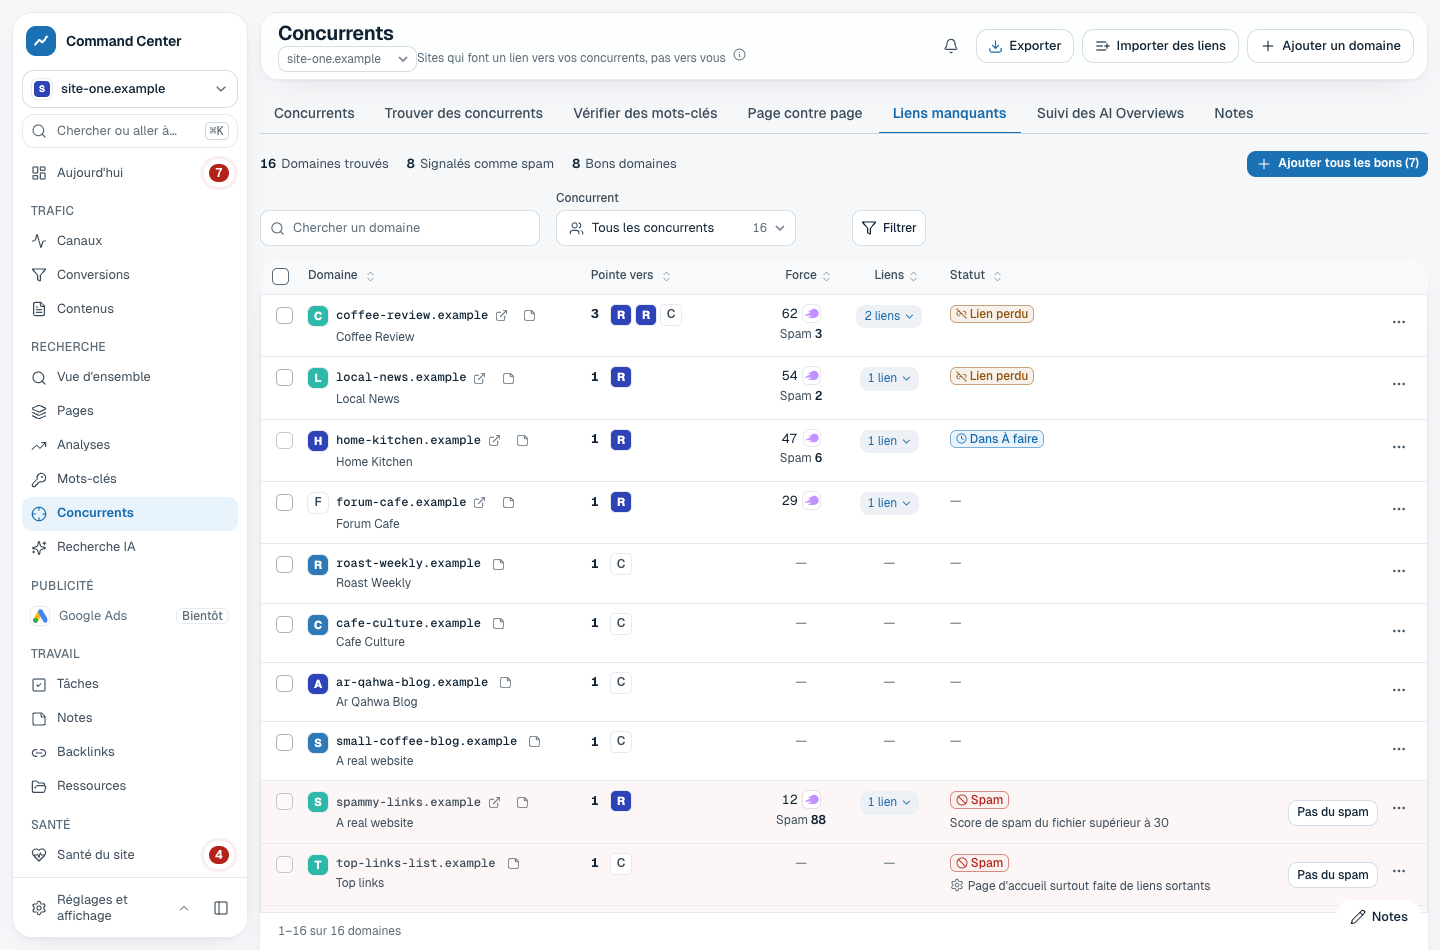 Command Center
S site-one.example
Chercher ou aller à... ⌘K
Aujourd'hui 7
TRAFIC
Canaux
Conversions
Contenus
RECHERCHE
Vue d'ensemble
Pages
Analyses
Mots-clés
Concurrents
Recherche IA
PUBLICITÉ
Google Ads Bientôt
TRAVAIL
Tâches
Notes
Backlinks
Ressources
SANTÉ
Santé du site 4
Réglages et
affichage
Concurrents
site-one.example Sites qui font un lien vers vos concurrents, pas vers vous
Exporter
Importer des liens
Ajouter un domaine
Concurrents Trouver des concurrents Vérifier des mots-clés Page contre page Liens manquants Suivi des AI Overviews Notes
16 Domaines trouvés 8 Signalés comme spam 8 Bons domaines
Ajouter tous les bons (7)
Concurrent
Chercher un domaine
Tous les concurrents 16
Filtrer
Domaine Pointe vers Force Liens Statut
C coffee-review.example 3 R R C 62 2 liens Lien perdu
Coffee Review Spam 3
L local-news.example 1 R 54 1 lien Lien perdu
Local News Spam 2
H home-kitchen.example 1 R 47 1 lien Dans À faire
Home Kitchen Spam 6
F forum-cafe.example 1 R 29 1 lien —
Forum Cafe
R roast-weekly.example 1 C — — —
Roast Weekly
C cafe-culture.example 1 C — — —
Cafe Culture
A ar-qahwa-blog.example 1 C — — —
Ar Qahwa Blog
S small-coffee-blog.example 1 C — — —
A real website
S spammy-links.example 1 R 12 1 lien Spam
A real website Spam 88 Score de spam du fichier supérieur à 30 Pas du spam
T top-links-list.example 1 C — — Spam
Top links Page d'accueil surtout faite de liens sortants Pas du spam
1–16 sur 16 domaines
Notes